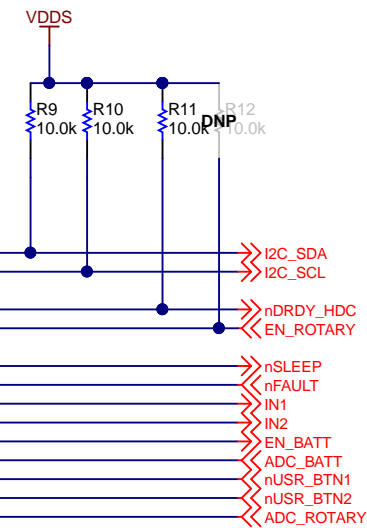 VDDS
R9
10.0k
R10
10.0k
R11
10.0k
DNP
R12
10.0k
I2C_SDA
I2C_SCL
nDRDY_HDC
EN_ROTARY
nSLEEP
nFAULT
IN1
IN2
EN_BATT
ADC_BATT
nUSR_BTN1
nUSR_BTN2
ADC_ROTARY